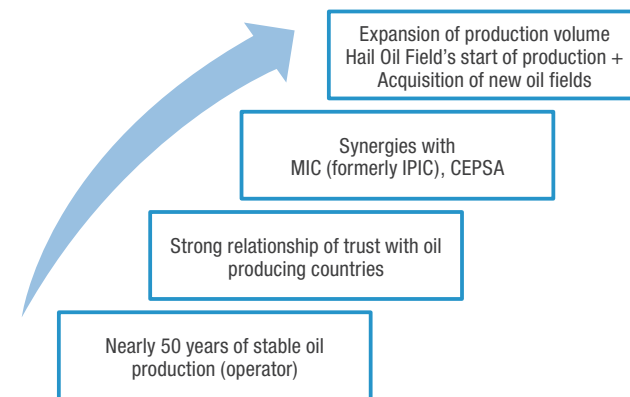 Expansion of production volume
Hail Oil Field's start of production +
Acquisition of new oil fields
Synergies with
MIC (formerly IPIC), CEPSA
Strong relationship of trust with oil
producing countries
Nearly 50 years of stable oil
production (operator)